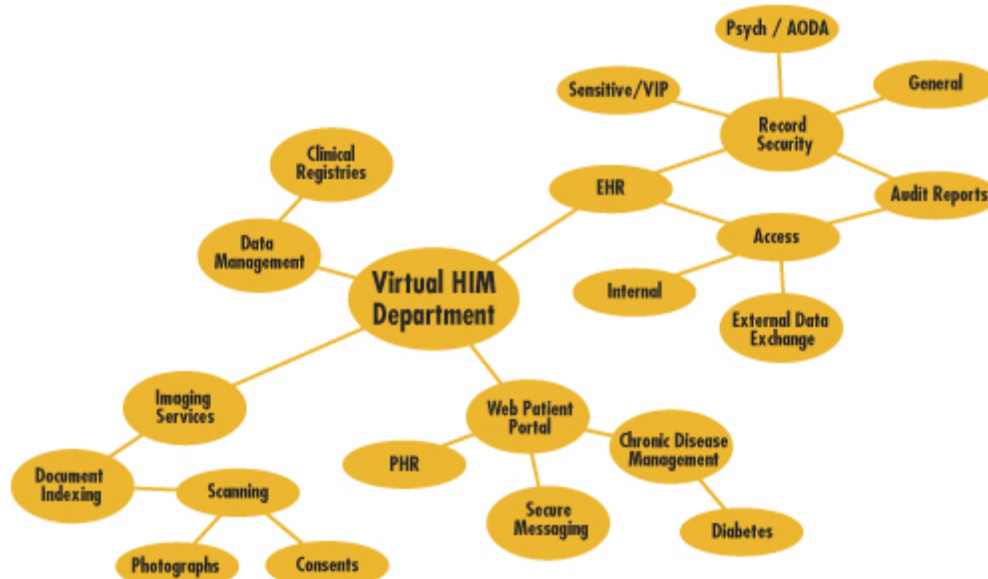 Psych / AODA
Sensitive/VIP
General
Record
Security
Clinical
Registries
EHR
Audit Reports
Data
Management
Access
Virtual HIM
Department
Internal
External Data
Exchange
Imaging
Services
Web Patient
Portal
Chronic Disease
Management
PHR
Document
Indexing
Scanning
Secure
Messaging
Diabetes
Photographs
Consents